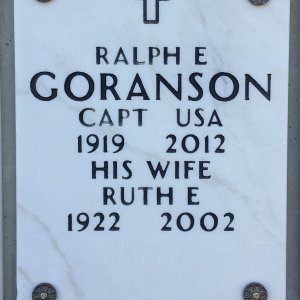 RALPH E
GORANSON
CAPT USA
1919 2012
HIS WIFE
RUTH E
1922 2002